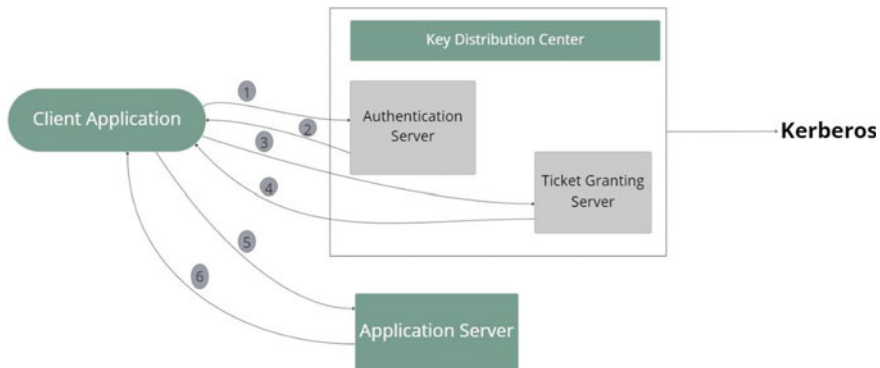 Key Distribution Center
1
Client Application
Authentication
Server
2
3
Kerberos
4
Ticket Granting
Server
5
6
Application Server